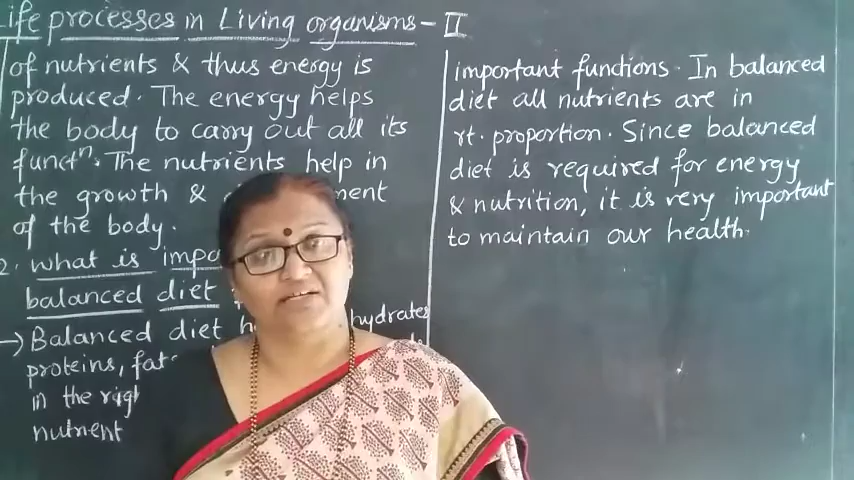 Life processes in Living organisms - II
of nutrients & thus energy is
produced. The energy helps
the body to carry out all its
functⁿ. The nutrients help in
the growth & ment
of the body.
2. what is impo
balanced diet
→ Balanced diet h hydrates
proteins, fat
in the righ
nutrient
important functions. In balanced
diet all nutrients are in
rt. proportion. Since balanced
diet is required for energy
& nutrition, it is very important
to maintain our health.